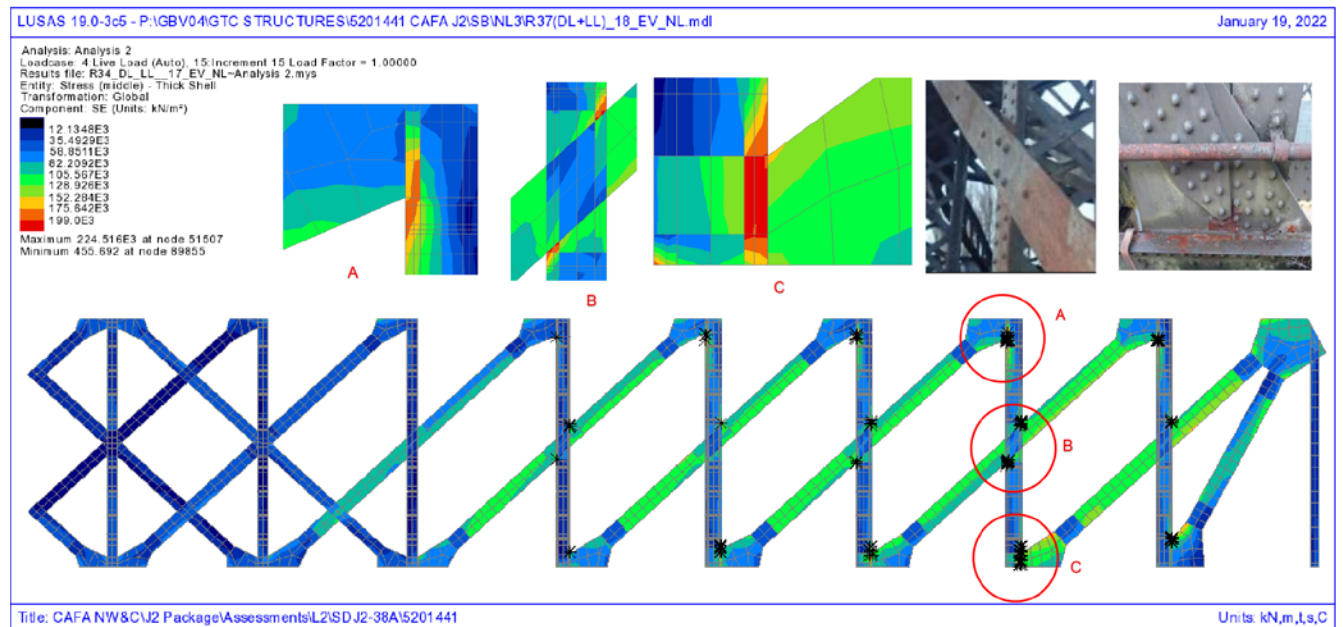 LUSAS 19.0-3c5 - P:\GBV04\GTC STRUCTURES\5201441 CAFA J2\SB\NL3\R37(DL+LL)_18_EV_NL.mdl January 19, 2022
Analysis: Analysis 2
Loadcase: 4:Live Load (Auto), 15:Increment 15 Load Factor = 1.00000
Results file: R34_DL_LL__17_EV_NL~Analysis 2.mys
Entity: Stress (middle) - Thick Shell
Transformation: Global
Component: SE (Units: kN/m²)
12.1348E3
35.4929E3
58.8511E3
82.2092E3
105.567E3
128.926E3
152.284E3
175.642E3
199.0E3
Maximum 224.516E3 at node 51507
Minimum 455.692 at node 89855
A
B
C
A
B
C
Title: CAFA NW&C\J2 Package\Assessments\L2\SDJ2-38A\5201441 Units: kN,m,t,s,C